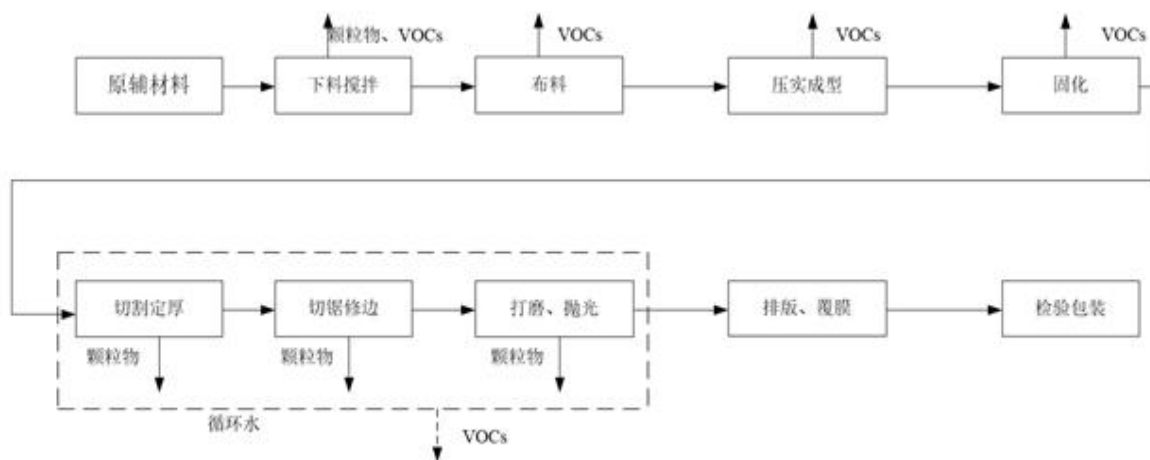 颗粒物、VOCs
VOCs
VOCs
VOCs
原辅材料
下料搅拌
布料
压实成型
固化
切割定厚
切锯修边
打磨、抛光
排版、覆膜
检验包装
颗粒物
颗粒物
颗粒物
循环水
VOCs